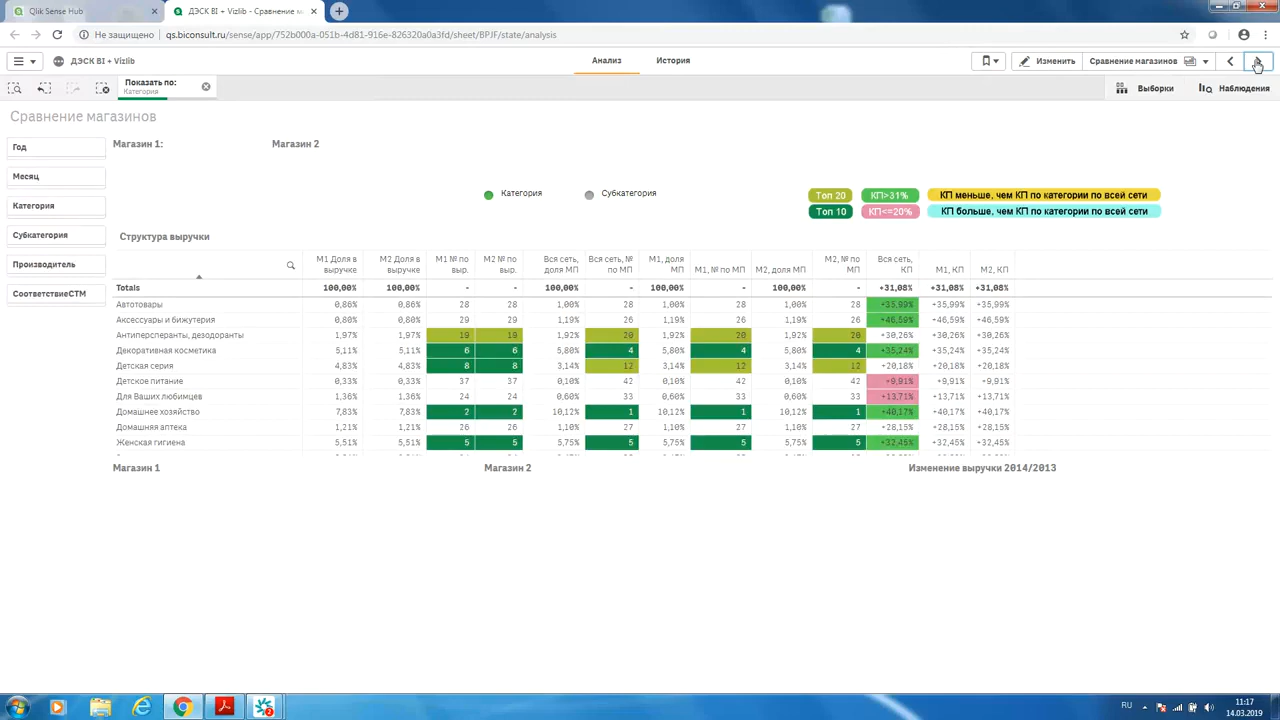 Qlik Sense Hub
ДЭСК BI + Vizlib - Сравнение м
Не защищено
qs.biconsult.ru/sense/app/752b000a-051b-4d81-916e-826320a0a3fd/sheet/BPJF/state/analysis
ДЭСК BI + Vizlib
Анализ
История
Изменить
Сравнение магазинов
Показать по:
Категория
Выборки
Наблюдения
Сравнение магазинов
Год
Месяц
Категория
Субкатегория
Производитель
СоответствиеСТМ
Магазин 1:
Магазин 2
Категория
Субкатегория
Топ 20
КП>31%
КП меньше, чем КП по категории по всей сети
Топ 10
КП<=20%
КП больше, чем КП по категории по всей сети
Структура выручки
М1 Доля в выручке М2 Доля в выручке М1 № по выр. М2 № по выр. Вся сеть, доля МП Вся сеть, № по МП М1, доля МП М1, № по МП М2, доля МП М2, № по МП Вся сеть, КП М1, КП М2, КП
Totals 100,00% 100,00% - - 100,00% - 100,00% - 100,00% - +31,08% +31,08% +31,08%
Автотовары 0,86% 0,86% 28 28 1,00% 28 1,00% 28 1,00% 28 +35,99% +35,99% +35,99%
Аксессуары и бижутерия 0,80% 0,80% 29 29 1,19% 26 1,19% 26 1,19% 26 +46,59% +46,59% +46,59%
Антиперсперанты, дезодоранты 1,97% 1,97% 19 19 1,92% 20 1,92% 20 1,92% 20 +30,26% +30,26% +30,26%
Декоративная косметика 5,11% 5,11% 6 6 5,80% 4 5,80% 4 5,80% 4 +35,24% +35,24% +35,24%
Детская серия 4,83% 4,83% 8 8 3,14% 12 3,14% 12 3,14% 12 +20,18% +20,18% +20,18%
Детское питание 0,33% 0,33% 37 37 0,10% 42 0,10% 42 0,10% 42 +9,91% +9,91% +9,91%
Для Ваших любимцев 1,36% 1,36% 24 24 0,60% 33 0,60% 33 0,60% 33 +13,71% +13,71% +13,71%
Домашнее хозяйство 7,83% 7,83% 2 2 10,12% 1 10,12% 1 10,12% 1 +40,17% +40,17% +40,17%
Домашняя аптека 1,21% 1,21% 26 26 1,10% 27 1,10% 27 1,10% 27 +28,15% +28,15% +28,15%
Женская гигиена 5,51% 5,51% 5 5 5,75% 5 5,75% 5 5,75% 5 +32,45% +32,45% +32,45%
Магазин 1
Магазин 2
Изменение выручки 2014/2013
RU
11:17
14.03.2019